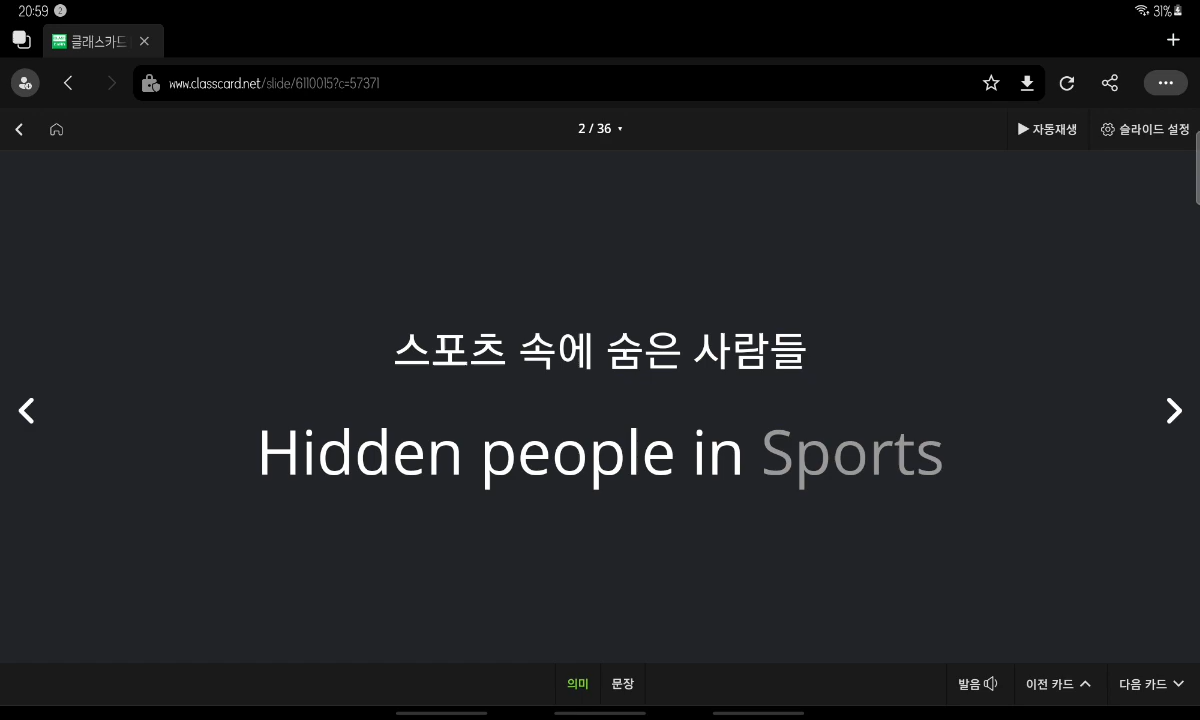 20:59 2 31%
클래스카드
www.classcard.net/slide/6110015?c=57371
2 / 36 자동재생 슬라이드 설정
스포츠 속에 숨은 사람들
Hidden people in Sports
의미 문장 발음 이전 카드 다음 카드